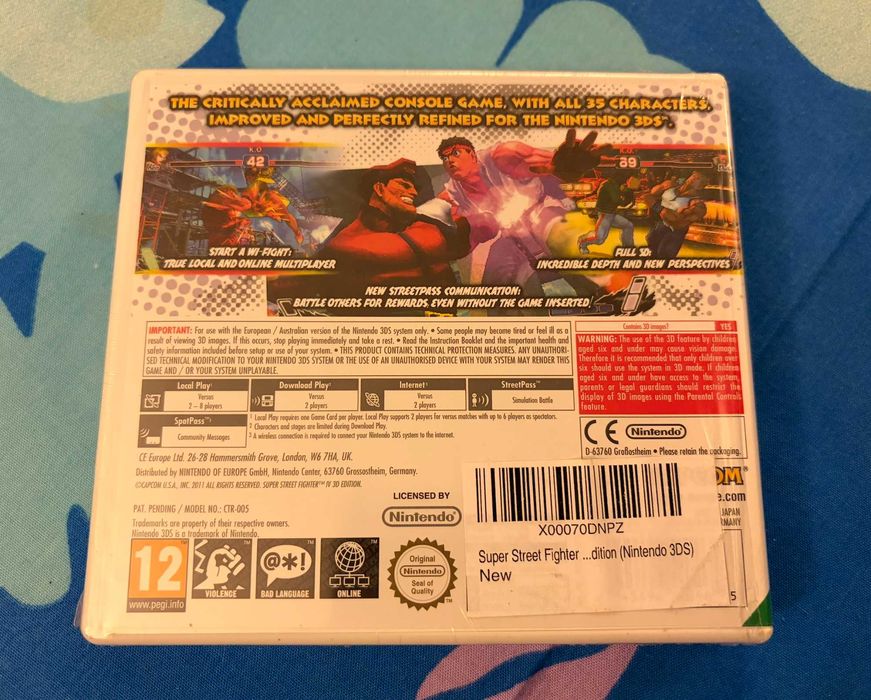 THE CRITICALLY ACCLAIMED CONSOLE GAME, WITH ALL 35 CHARACTERS,
IMPROVED AND PERFECTLY REFINED FOR THE NINTENDO 3DS™.
K.O.
42
K.O.
89
START A WI-FIGHT:
TRUE LOCAL AND ONLINE MULTIPLAYER
FULL 3D:
INCREDIBLE DEPTH AND NEW PERSPECTIVES
NEW STREETPASS COMMUNICATION:
BATTLE OTHERS FOR REWARDS, EVEN WITHOUT THE GAME INSERTED!
IMPORTANT: For use with the European / Australian version of the Nintendo 3DS system only. • Some people may become tired or feel ill as a
result of viewing 3D images. If this occurs, stop playing immediately and take a rest. • Read the Instruction Booklet and the important health and
safety information included before setup or use of your system. • THIS PRODUCT CONTAINS TECHNICAL PROTECTION MEASURES. ANY UNAUTHORI-
SED TECHNICAL MODIFICATION TO YOUR NINTENDO 3DS SYSTEM OR THE USE OF AN UNAUTHORISED DEVICE WITH YOUR SYSTEM MAY RENDER THIS
GAME AND / OR YOUR SYSTEM UNPLAYABLE.
Contains 3D images? YES
WARNING: The use of the 3D feature by children
aged six and under may cause vision damage.
Therefore it is recommended that only children over
six should use the system in 3D mode. If children
aged six and under have access to the system,
parents or legal guardians should restrict the
display of 3D images using the Parental Controls
feature.
Local Play¹
Versus
2 – 8 players
Download Play²
Versus
2 players
Internet³
Versus
2 players
StreetPass™
Simulation Battle
SpotPass™³
Community Messages
¹ Local Play requires one Game Card per player. Local Play supports 2 players for versus matches with up to 6 players as spectators.
² Characters and stages are limited during Download Play.
³ A wireless connection is required to connect your Nintendo 3DS system to the internet.
CE Nintendo
D-63760 Großostheim • Please retain the packaging.
CE Europe Ltd. 26-28 Hammersmith Grove, London, W6 7HA, UK.
Distributed by NINTENDO OF EUROPE GmbH, Nintendo Center, 63760 Grossostheim, Germany.
©CAPCOM U.S.A., INC. 2011 ALL RIGHTS RESERVED. SUPER STREET FIGHTER™ IV 3D EDITION.
PAT. PENDING / MODEL NO.: CTR-005
Trademarks are property of their respective owners.
Nintendo 3DS is a trademark of Nintendo.
LICENSED BY
Nintendo
12
www.pegi.info
VIOLENCE
@*!
BAD LANGUAGE
ONLINE
Original
Nintendo
Seal of
Quality
TM
X00070DNPZ
Super Street Fighter ...dition (Nintendo 3DS)
New
OM®
e.com
JAPAN
RMANY
5